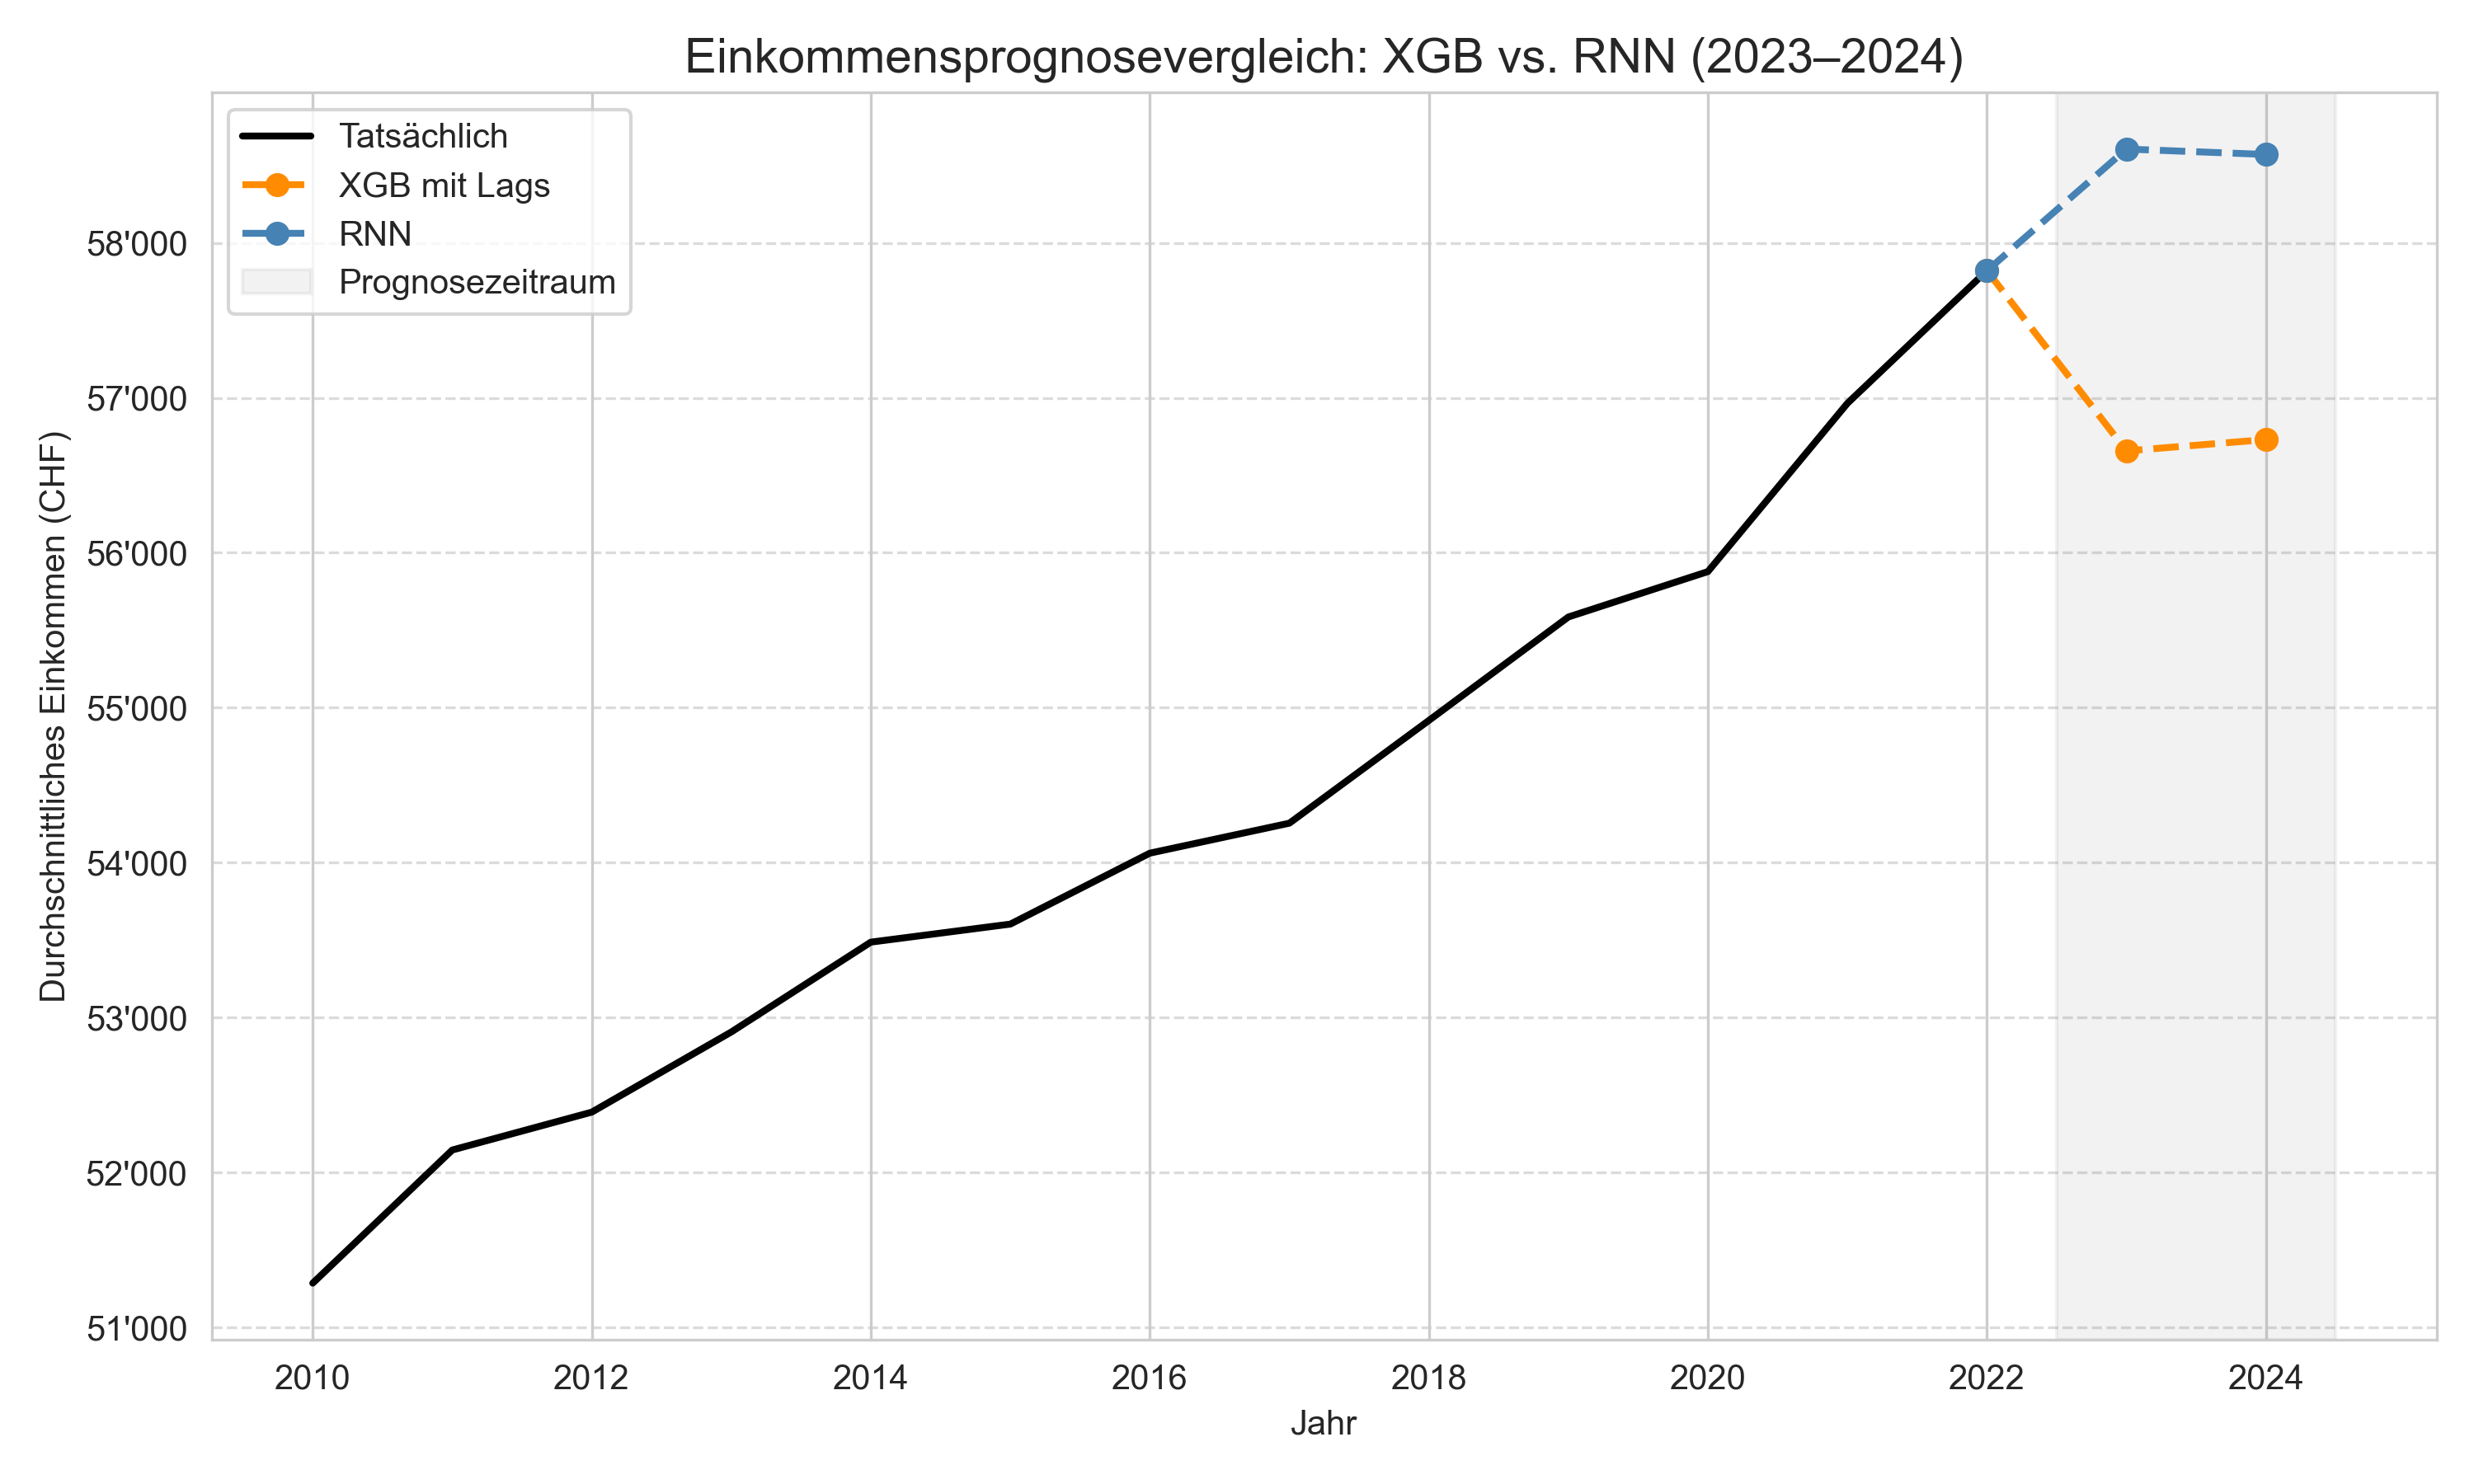 Einkommensprognosevergleich: XGB vs. RNN (2023–2024)
Tatsächlich
XGB mit Lags
RNN
Prognosezeitraum
Durchschnittliches Einkommen (CHF)
58'000
57'000
56'000
55'000
54'000
53'000
52'000
51'000
2010 2012 2014 2016 2018 2020 2022 2024
Jahr